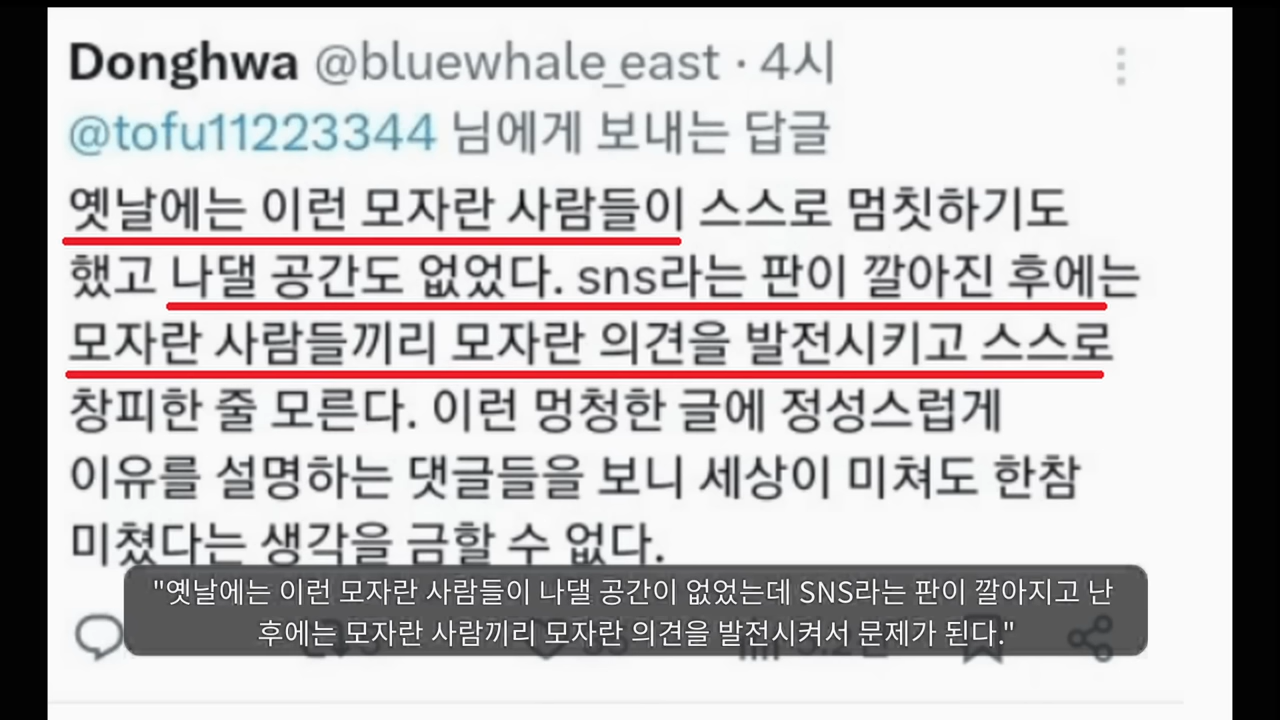 Donghwa @bluewhale_east · 4시
@tofu11223344 님에게 보내는 답글
옛날에는 이런 모자란 사람들이 스스로 멈칫하기도
했고 나댈 공간도 없었다. sns라는 판이 깔아진 후에는
모자란 사람들끼리 모자란 의견을 발전시키고 스스로
창피한 줄 모른다. 이런 멍청한 글에 정성스럽게
이유를 설명하는 댓글들을 보니 세상이 미쳐도 한참
미쳤다는 생각을 금할 수 없다.
"옛날에는 이런 모자란 사람들이 나댈 공간이 없었는데 SNS라는 판이 깔아지고 난
후에는 모자란 사람끼리 모자란 의견을 발전시켜서 문제가 된다."